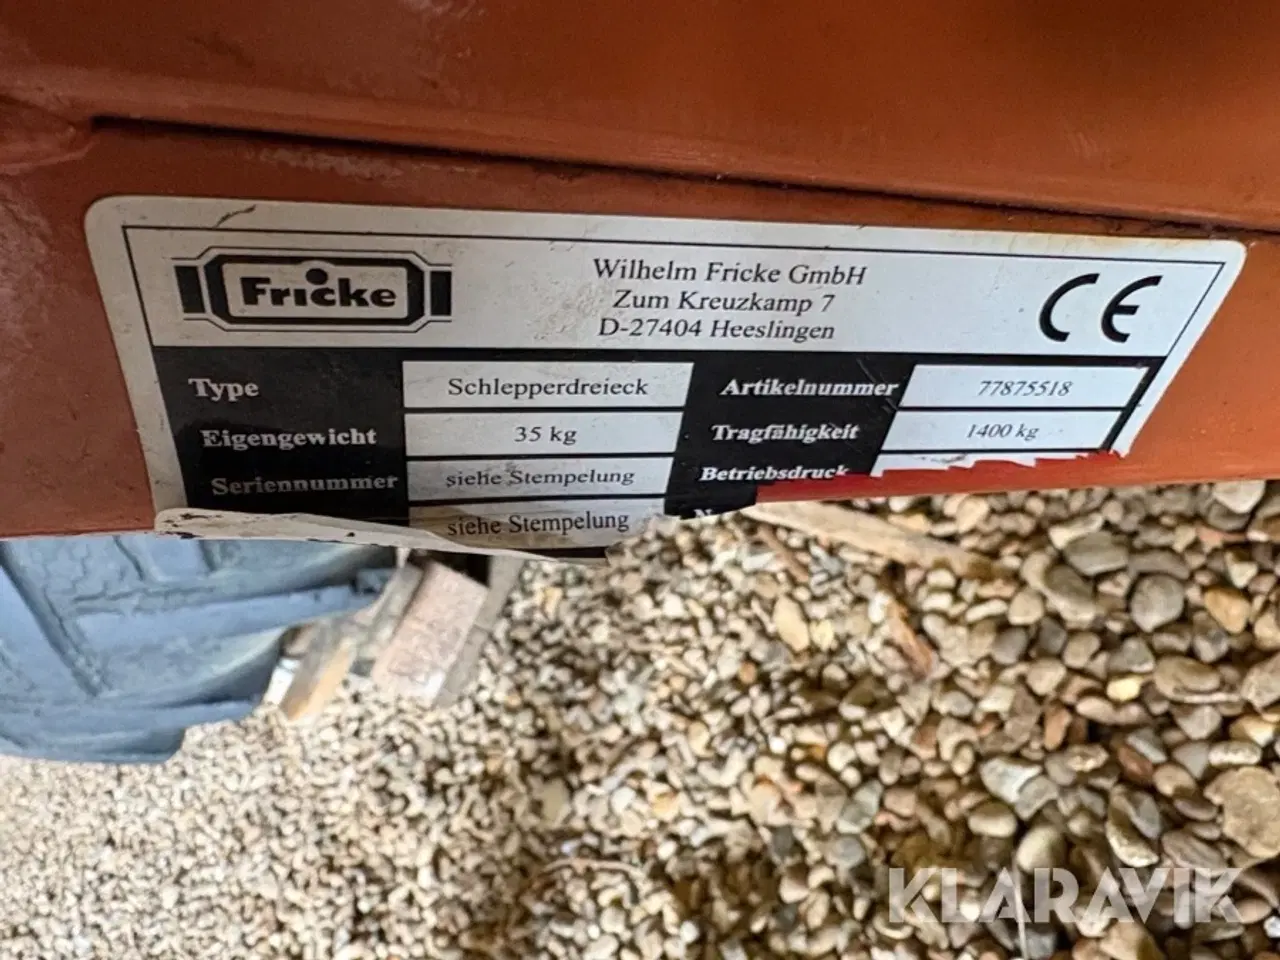 Fricke
Wilhelm Fricke GmbH
Zum Kreuzkamp 7
D-27404 Heeslingen
CE
Type Schlepperdreieck Artikelnummer 77875518
Eigengewicht 35 kg Tragfähigkeit 1400 kg
Seriennummer siehe Stempelung Betriebsdruck
siehe Stempelung N
KLARAVIK